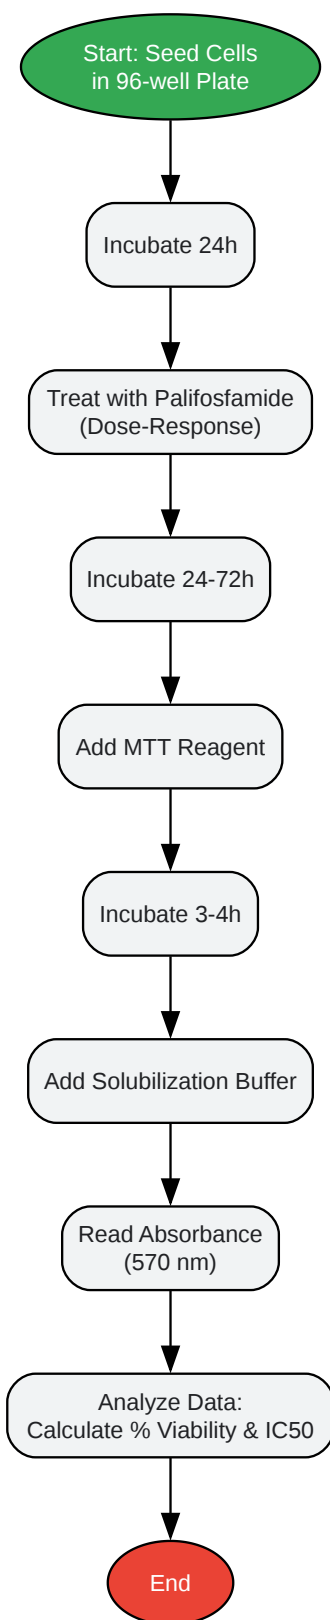 Start: Seed Cells
in 96-well Plate
Incubate 24h
Treat with Palifosfamide
(Dose-Response)
Incubate 24-72h
Add MTT Reagent
Incubate 3-4h
Add Solubilization Buffer
Read Absorbance
(570 nm)
Analyze Data:
Calculate % Viability & IC50
End